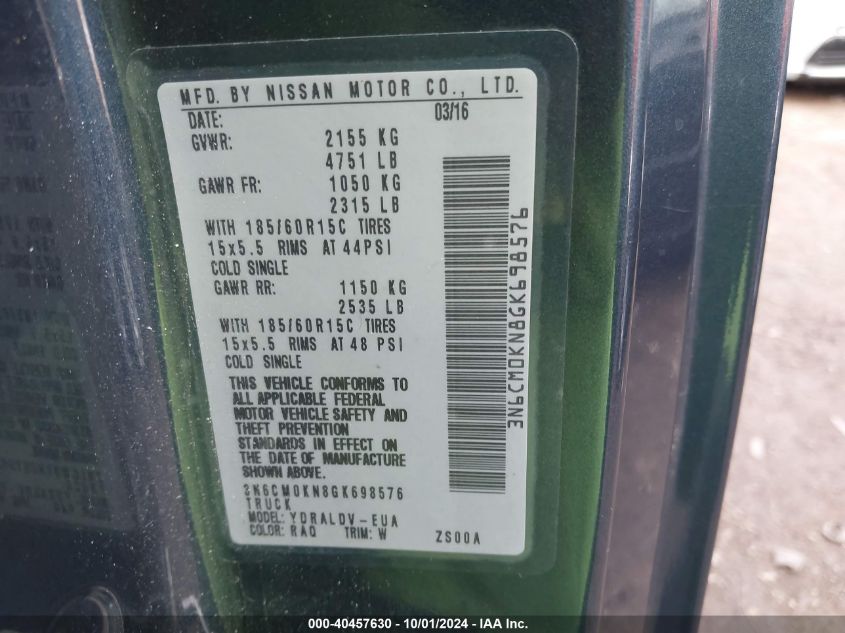 MFD. BY NISSAN MOTOR CO., LTD.
DATE: 03/16
GVWR: 2155 KG
4751 LB
GAWR FR: 1050 KG
2315 LB
WITH 185/60R15C TIRES
15x5.5 RIMS AT 44PSI
COLD SINGLE
GAWR RR: 1150 KG
2535 LB
WITH 185/60R15C TIRES
15x5.5 RIMS AT 48 PSI
COLD SINGLE
THIS VEHICLE CONFORMS TO
ALL APPLICABLE FEDERAL
MOTOR VEHICLE SAFETY AND
THEFT PREVENTION
STANDARDS IN EFFECT ON
THE DATE OF MANUFACTURE
SHOWN ABOVE.
3N6CM0KN8GK698576
TRUCK
MODEL: YDRALDV-EUA
COLOR: RAQ TRIM: W ZS00A
3N6CM0KN8GK698576
000-40457630 - 10/01/2024 - IAA Inc.